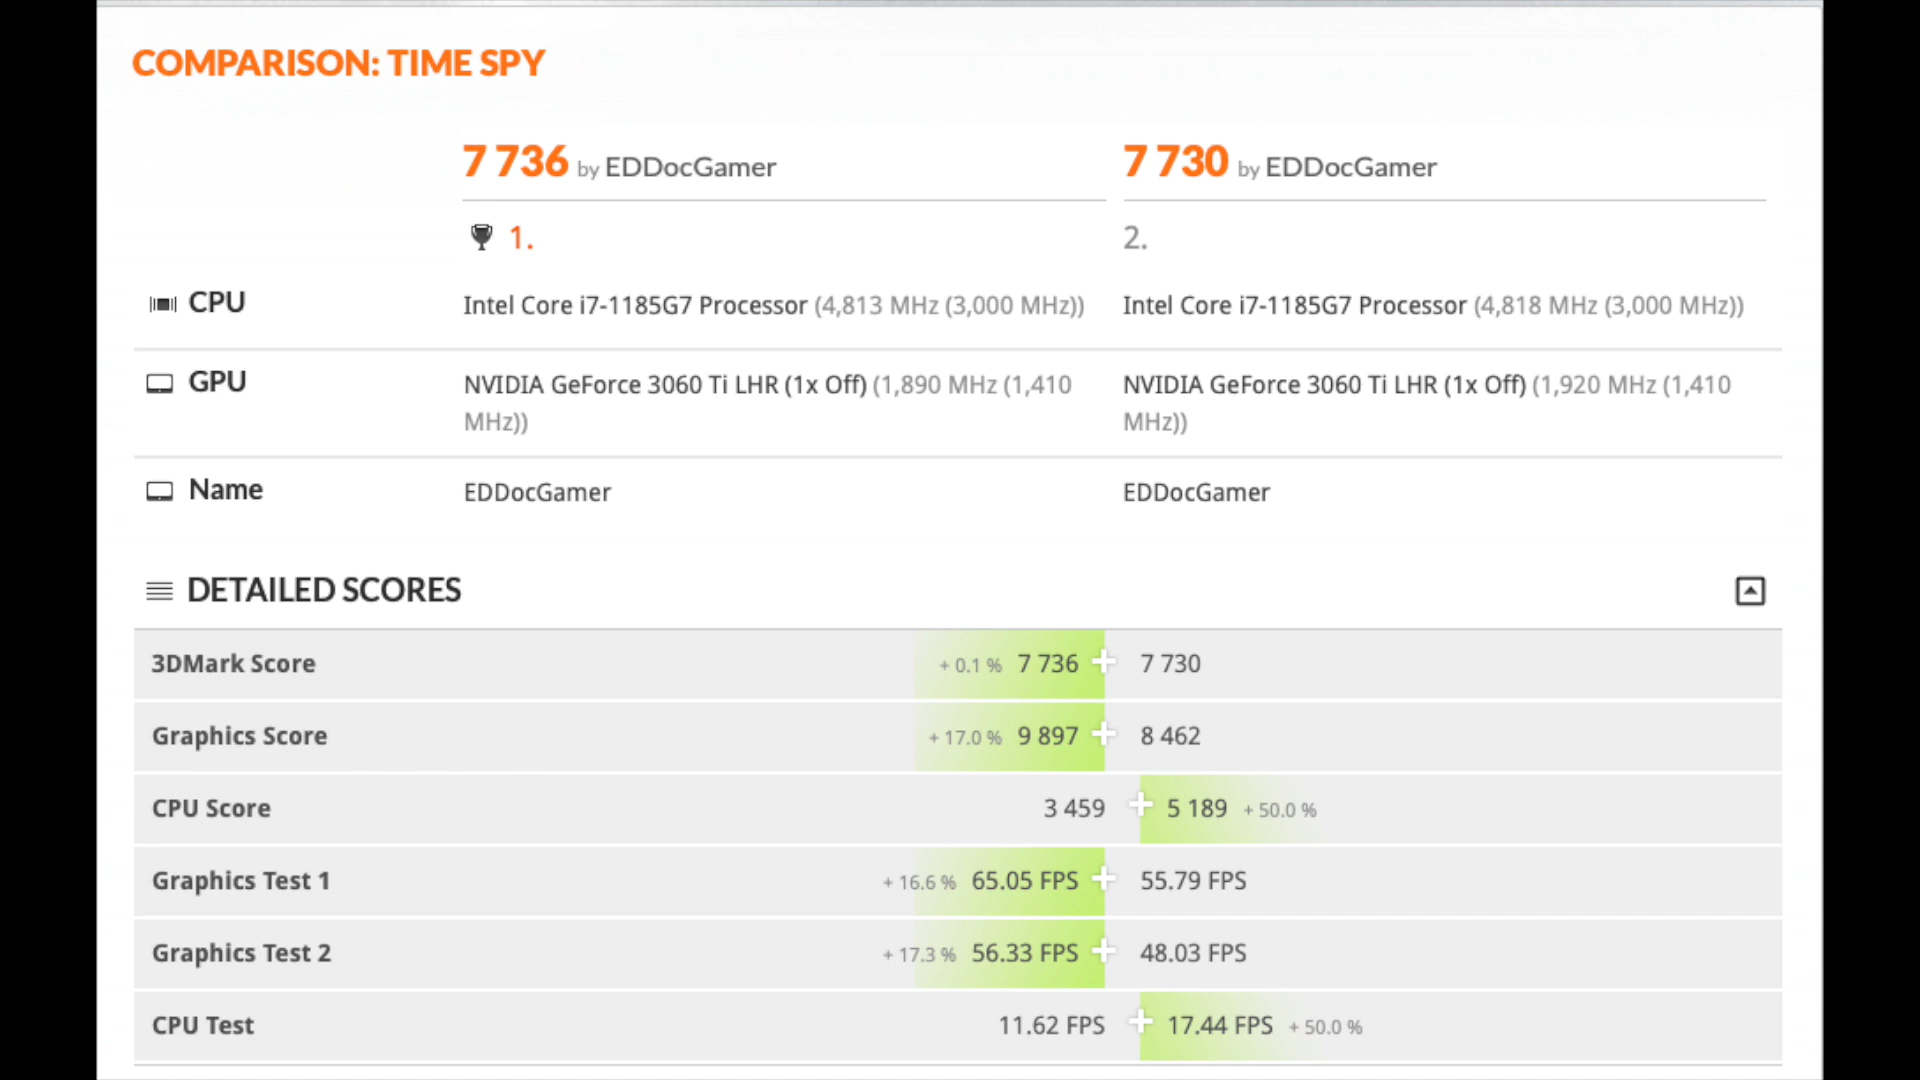 COMPARISON: TIME SPY
7 736 by EDDocGamer
7 730 by EDDocGamer
1.
2.
CPU
Intel Core i7-1185G7 Processor (4,813 MHz (3,000 MHz))
Intel Core i7-1185G7 Processor (4,818 MHz (3,000 MHz))
GPU
NVIDIA GeForce 3060 Ti LHR (1x Off) (1,890 MHz (1,410
MHz))
NVIDIA GeForce 3060 Ti LHR (1x Off) (1,920 MHz (1,410
MHz))
Name
EDDocGamer
EDDocGamer
DETAILED SCORES
3DMark Score + 0.1 % 7 736 7 730
Graphics Score + 17.0 % 9 897 8 462
CPU Score 3 459 5 189 + 50.0 %
Graphics Test 1 + 16.6 % 65.05 FPS 55.79 FPS
Graphics Test 2 + 17.3 % 56.33 FPS 48.03 FPS
CPU Test 11.62 FPS 17.44 FPS + 50.0 %